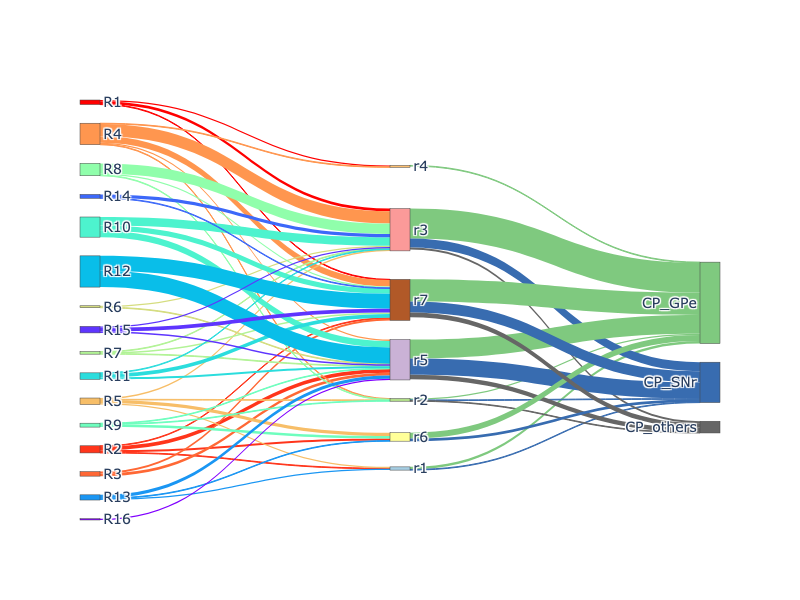 R1
R4
R8
R14
R10
R12
R6
R15
R7
R11
R5
R9
R2
R3
R13
R16
r4
r3
r7
r5
r2
r6
r1
CP_GPe
CP_SNr
CP_others